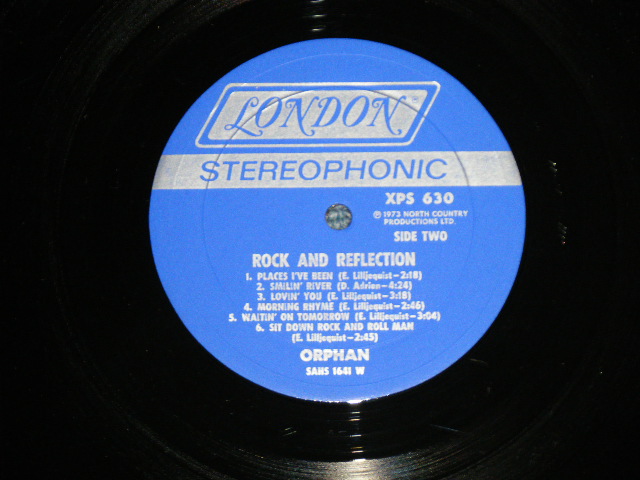 LONDON®
STEREOPHONIC
XPS 630
℗1973 NORTH COUNTRY
PRODUCTIONS LTD.
SIDE TWO
ROCK AND REFLECTION
1. PLACES I'VE BEEN (E. Lilljequist—2:18)
2. SMILIN' RIVER (D. Adrian—4:24)
3. LOVIN' YOU (E. Lilljequist—3:18)
4. MORNING RHYME (E. Lilljequist—2:46)
5. WAITIN' ON TOMORROW (E. Lilljequist—3:04)
6. SIT DOWN ROCK AND ROLL MAN
(E. Lilljequist—2:45)
ORPHAN
SAHS 1641 W